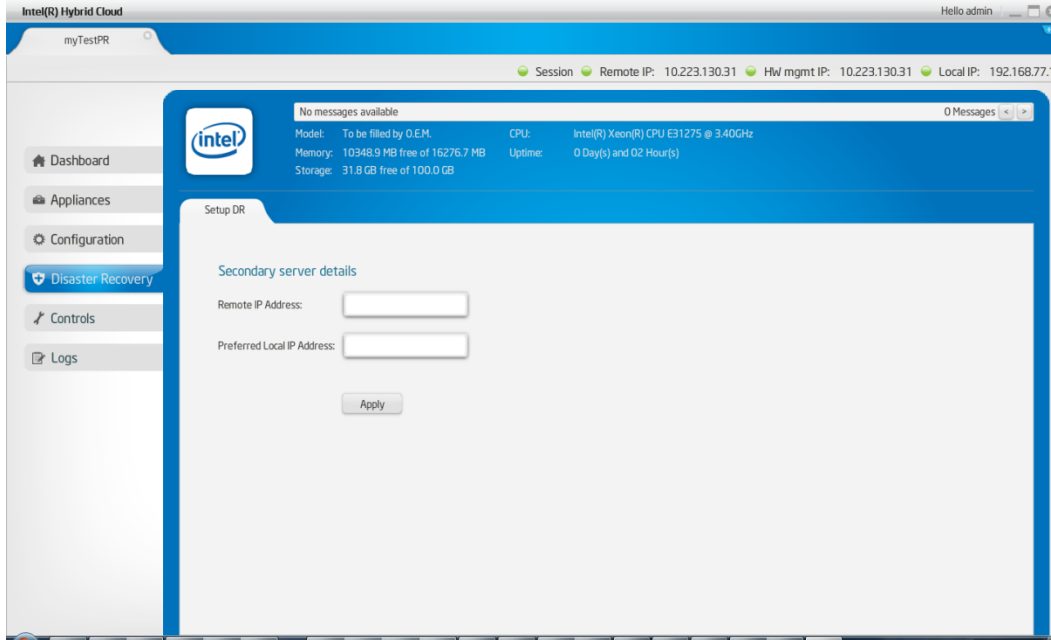 Intel(R) Hybrid Cloud
Hello admin
myTestPR
Session Remote IP: 10.223.130.31 HW mgmt IP: 10.223.130.31 Local IP: 192.168.77.
intel
No messages available
0 Messages < >
Model: To be filled by O.E.M. CPU: Intel(R) Xeon(R) CPU E31275 @ 3.40GHz
Memory: 10348.9 MB free of 16276.7 MB Uptime: 0 Day(s) and 02 Hour(s)
Storage: 31.8 GB free of 100.0 GB
Dashboard
Appliances
Configuration
Disaster Recovery
Controls
Logs
Setup DR
Secondary server details
Remote IP Address:
Preferred Local IP Address:
Apply